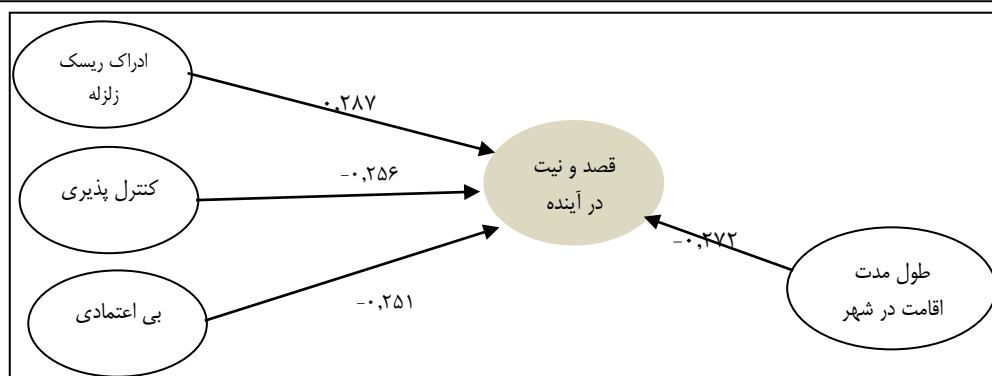 ادراک ریسک
زلزله
۰,۲۸۷
قصد و نیت
در آینده
کنترل پذیری
-۰,۲۵۶
-۰,۲۷۲
طول مدت
اقامت در شهر
بی اعتمادی
-۰,۲۵۱